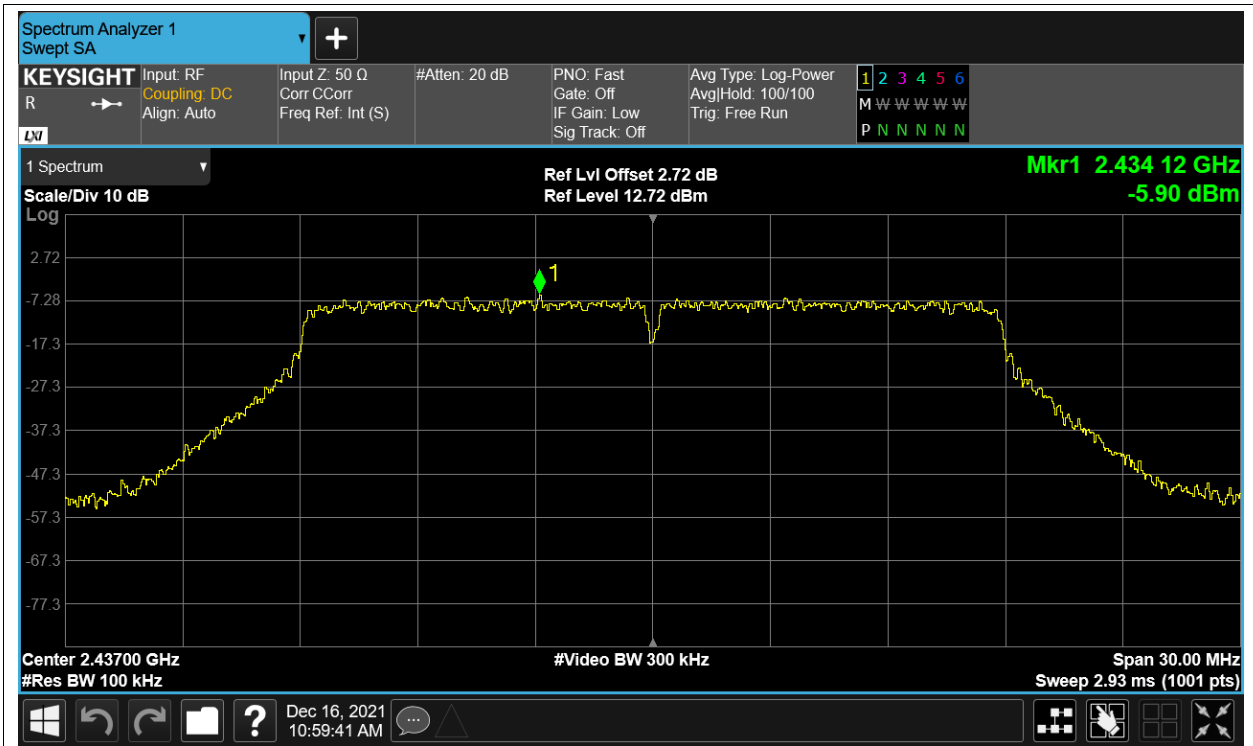 Spectrum Analyzer 1
Swept SA
KEYSIGHT
R
LXI
Input: RF
Coupling: DC
Align: Auto
Input Z: 50 Ω
Corr CCorr
Freq Ref: Int (S)
#Atten: 20 dB
PNO: Fast
Gate: Off
IF Gain: Low
Sig Track: Off
Avg Type: Log-Power
Avg|Hold: 100/100
Trig: Free Run
1 2 3 4 5 6
M W W W W W W
P N N N N N N
1 Spectrum
Scale/Div 10 dB
Log
Ref Lvl Offset 2.72 dB
Ref Level 12.72 dBm
Mkr1 2.434 12 GHz
-5.90 dBm
1
2.72
-7.28
-17.3
-27.3
-37.3
-47.3
-57.3
-67.3
-77.3
Center 2.43700 GHz
#Res BW 100 kHz
#Video BW 300 kHz
Span 30.00 MHz
Sweep 2.93 ms (1001 pts)
?
Dec 16, 2021
10:59:41 AM